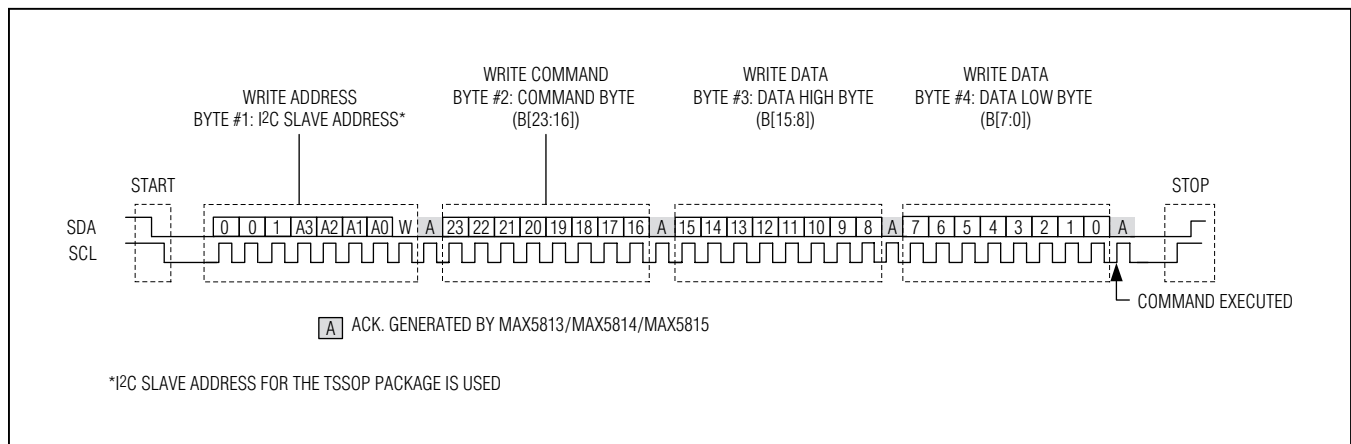 WRITE ADDRESS
BYTE #1: I2C SLAVE ADDRESS*
WRITE COMMAND
BYTE #2: COMMAND BYTE
(B[23:16])
WRITE DATA
BYTE #3: DATA HIGH BYTE
(B[15:8])
WRITE DATA
BYTE #4: DATA LOW BYTE
(B[7:0])
START
STOP
SDA
0 0 1 A3 A2 A1 A0 W A 23 22 21 20 19 18 17 16 A 15 14 13 12 11 10 9 8 A 7 6 5 4 3 2 1 0 A
SCL
COMMAND EXECUTED
A ACK. GENERATED BY MAX5813/MAX5814/MAX5815
*I2C SLAVE ADDRESS FOR THE TSSOP PACKAGE IS USED